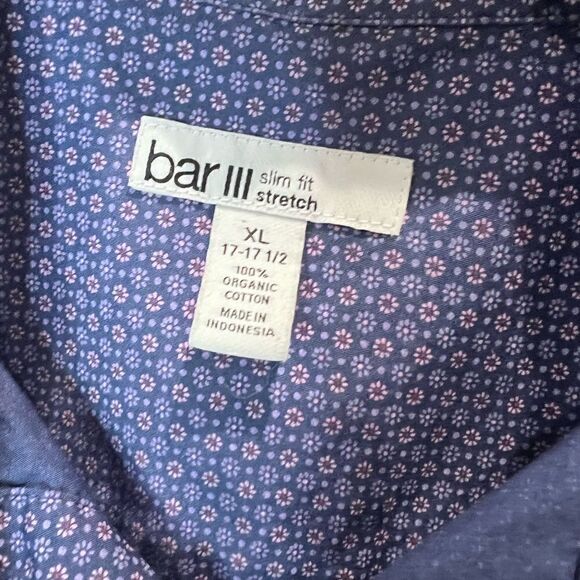 bar III slim fit
stretch
XL
17-17 1/2
100%
ORGANIC
COTTON
MADE IN
INDONESIA